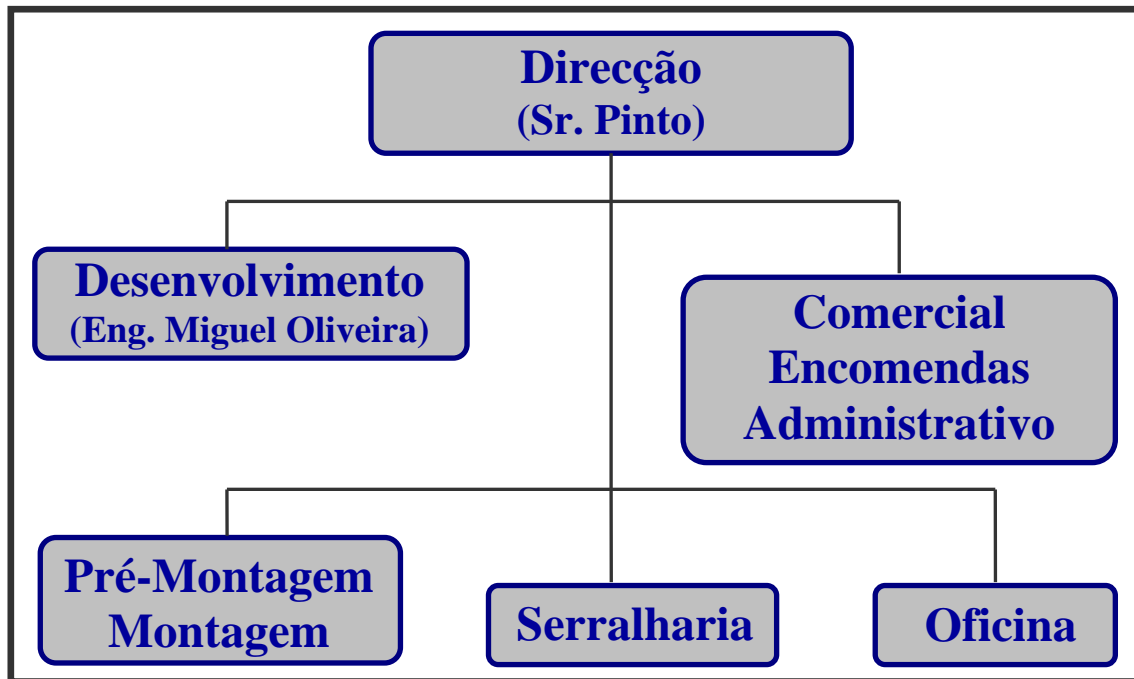 Direcção
(Sr. Pinto)
Desenvolvimento
(Eng. Miguel Oliveira)
Comercial
Encomendas
Administrativo
Pré-Montagem
Montagem
Serralharia
Oficina